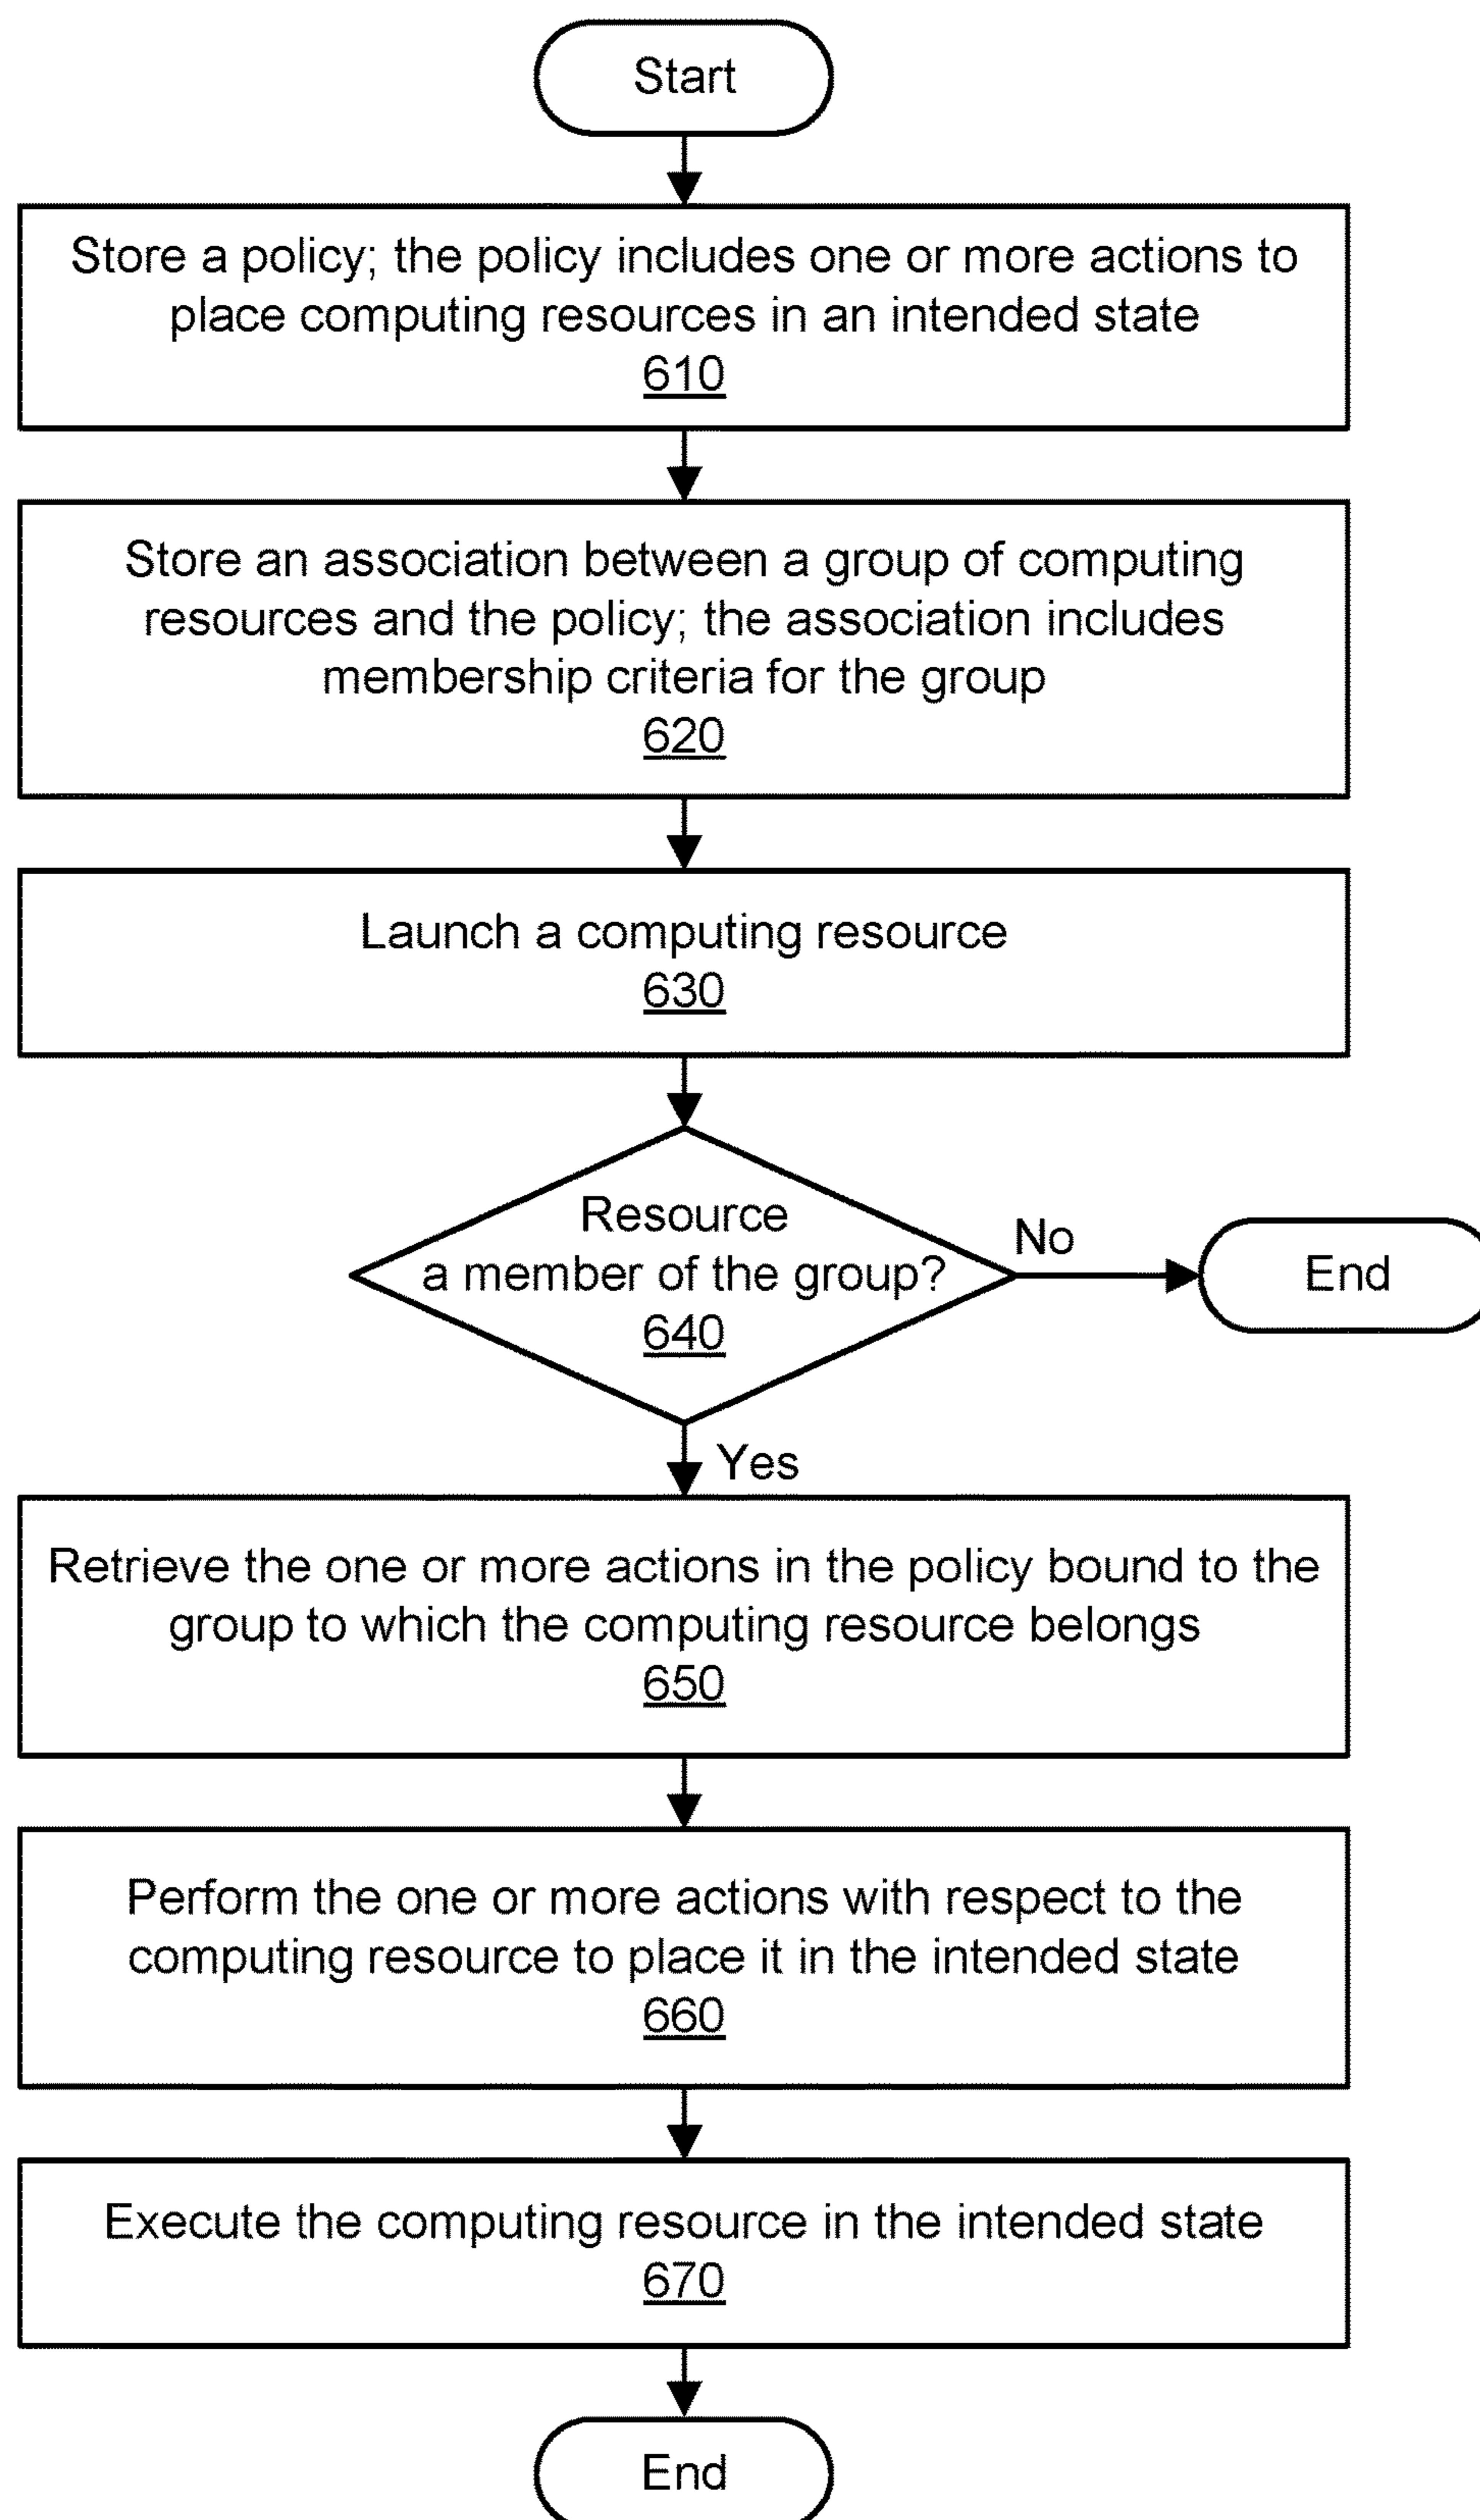 Start
Store a policy; the policy includes one or more actions to
place computing resources in an intended state
610
Store an association between a group of computing
resources and the policy; the association includes
membership criteria for the group
620
Launch a computing resource
630
Resource
a member of the group?
640
No
End
Yes
Retrieve the one or more actions in the policy bound to the
group to which the computing resource belongs
650
Perform the one or more actions with respect to the
computing resource to place it in the intended state
660
Execute the computing resource in the intended state
670
End